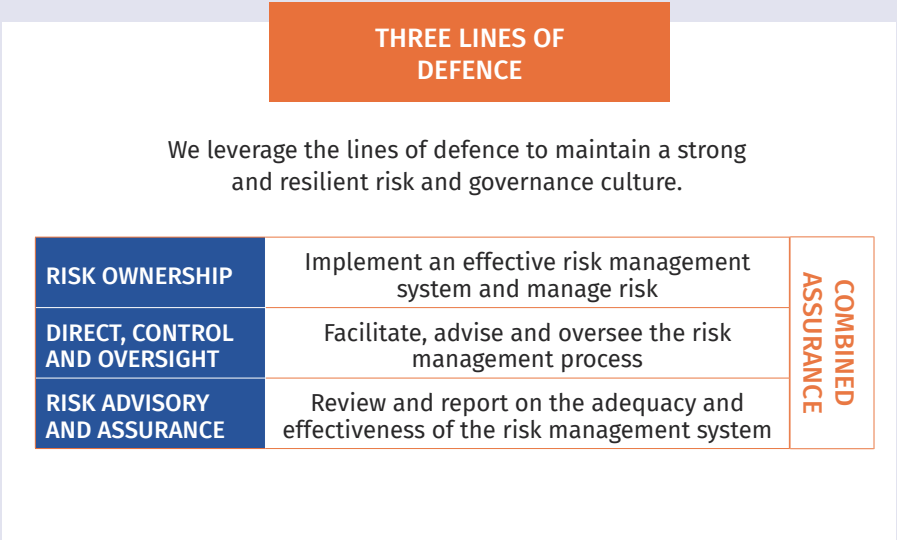 THREE LINES OF
DEFENCE
We leverage the lines of defence to maintain a strong
and resilient risk and governance culture.
RISK OWNERSHIP
Implement an effective risk management
system and manage risk
DIRECT, CONTROL
AND OVERSIGHT
Facilitate, advise and oversee the risk
management process
RISK ADVISORY
AND ASSURANCE
Review and report on the adequacy and
effectiveness of the risk management system
COMBINED
ASSURANCE